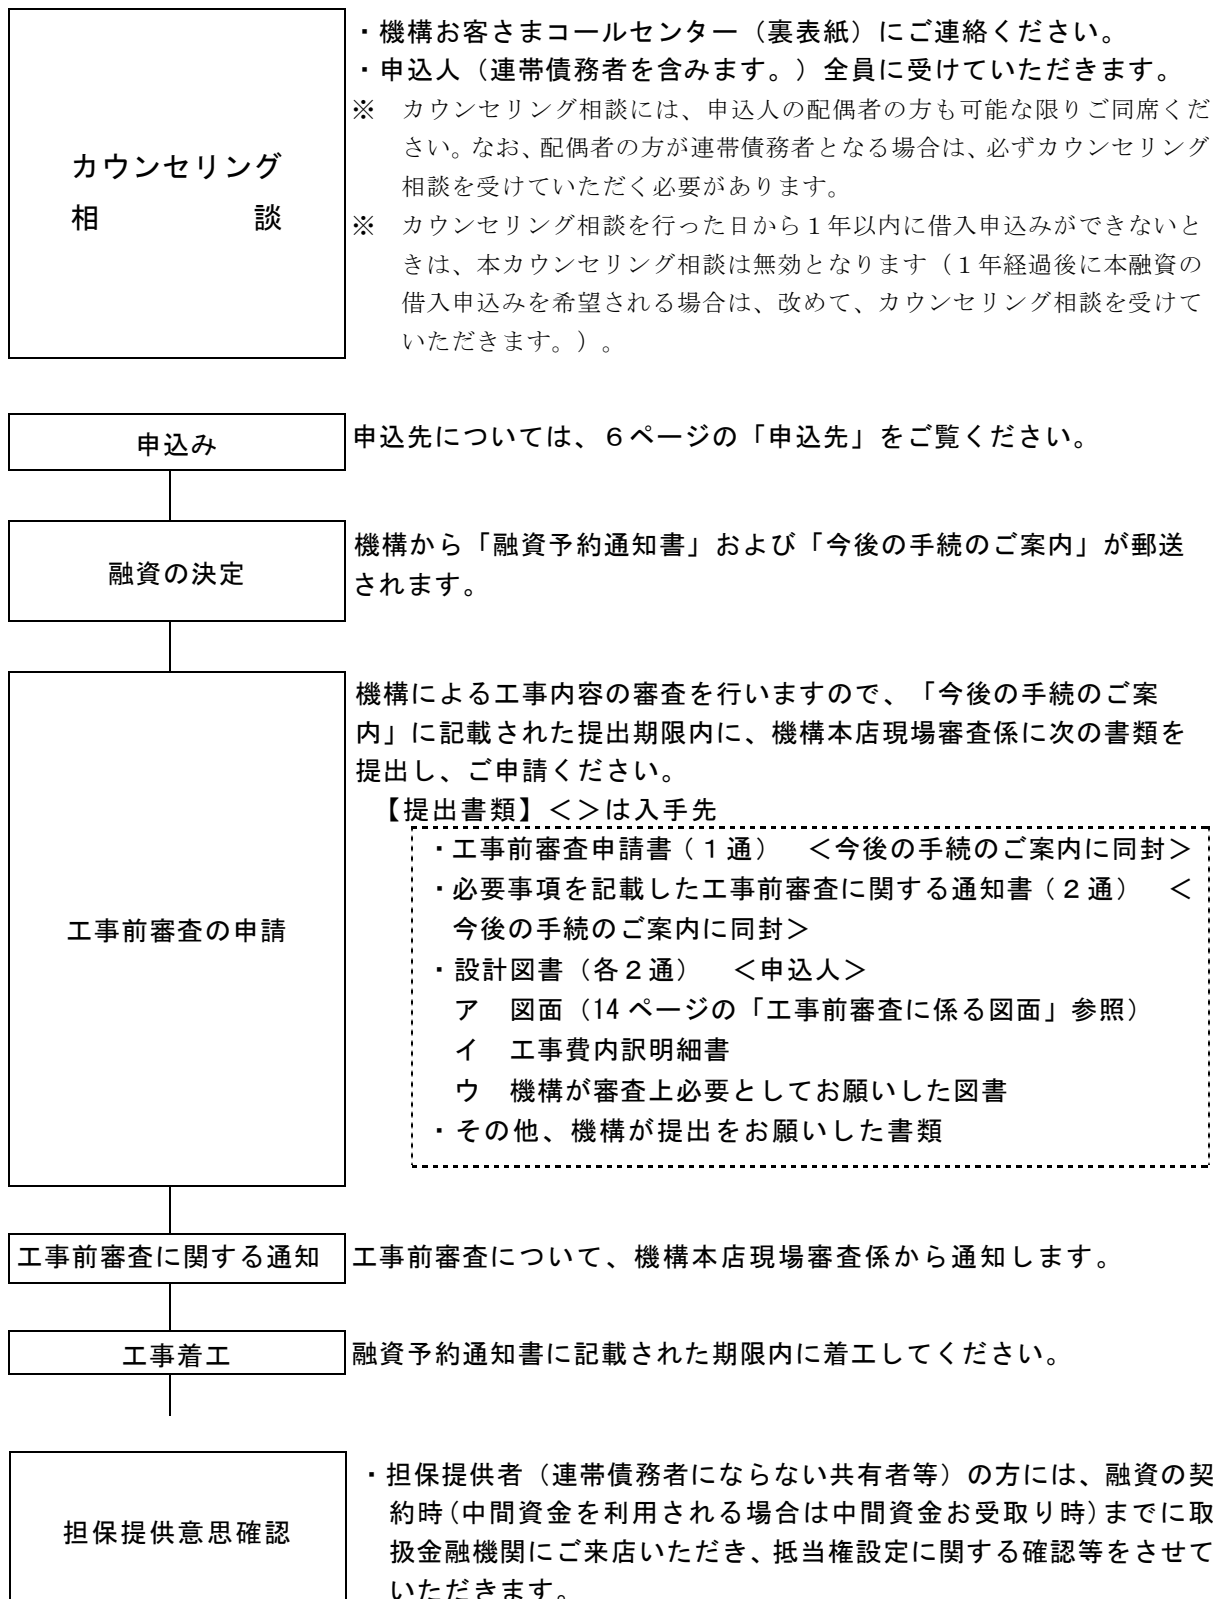 カウンセリング
相　　　談
・機構お客さまコールセンター（裏表紙）にご連絡ください。
・申込人（連帯債務者を含みます。）全員に受けていただきます。
※　カウンセリング相談には、申込人の配偶者の方も可能な限りご同席くだ
さい。なお、配偶者の方が連帯債務者となる場合は、必ずカウンセリング
相談を受けていただく必要があります。
※　カウンセリング相談を行った日から１年以内に借入申込みができないと
きは、本カウンセリング相談は無効となります（１年経過後に本融資の
借入申込みを希望される場合は、改めて、カウンセリング相談を受けて
いただきます。）。
申込み
申込先については、６ページの「申込先」をご覧ください。
融資の決定
機構から「融資予約通知書」および「今後の手続のご案内」が郵送
されます。
工事前審査の申請
機構による工事内容の審査を行いますので、「今後の手続のご案
内」に記載された提出期限内に、機構本店現場審査係に次の書類を
提出し、ご申請ください。
【提出書類】＜＞は入手先
・工事前審査申請書（１通）　＜今後の手続のご案内に同封＞
・必要事項を記載した工事前審査に関する通知書（２通）　＜
今後の手続のご案内に同封＞
・設計図書（各２通）　＜申込人＞
ア　図面（14 ページの「工事前審査に係る図面」参照）
イ　工事費内訳明細書
ウ　機構が審査上必要としてお願いした図書
・その他、機構が提出をお願いした書類
工事前審査に関する通知
工事前審査について、機構本店現場審査係から通知します。
工事着工
融資予約通知書に記載された期限内に着工してください。
担保提供意思確認
・担保提供者（連帯債務者にならない共有者等）の方には、融資の契
約時(中間資金を利用される場合は中間資金お受取り時)までに取
扱金融機関にご来店いただき、抵当権設定に関する確認等をさせて
いただきます。